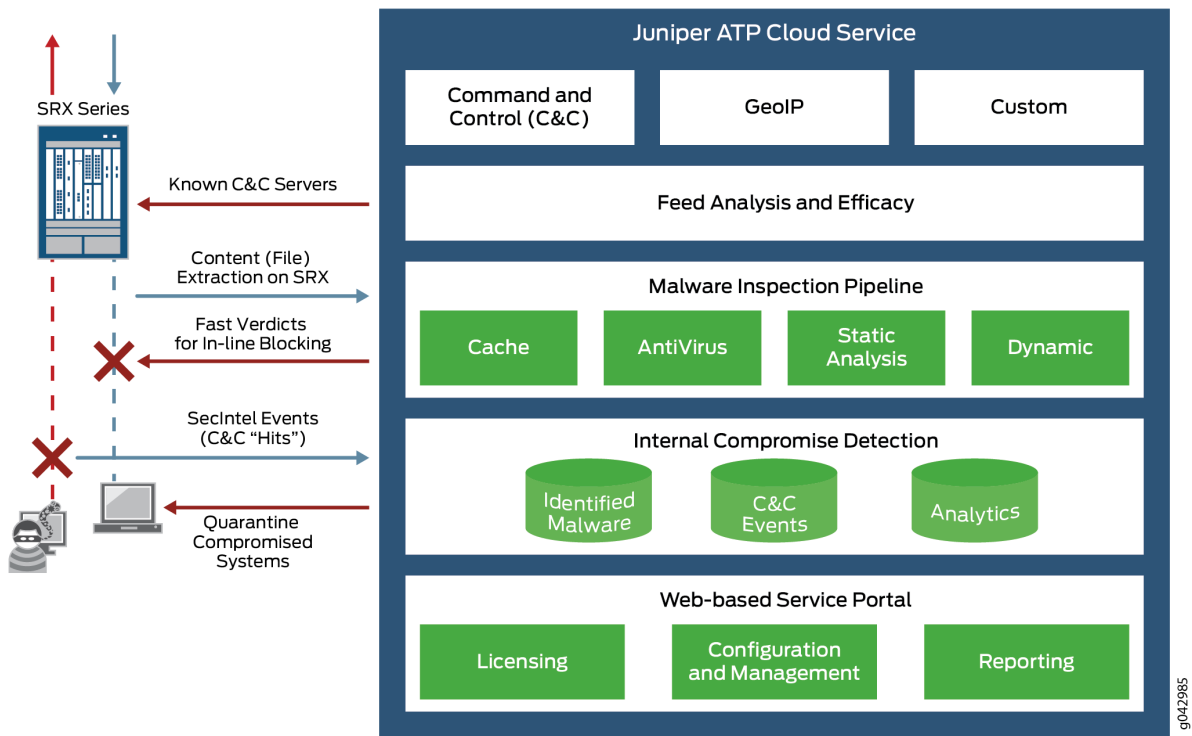 Juniper ATP Cloud Service
SRX Series
Command and
Control (C&C)
GeoIP
Custom
Known C&C Servers
Feed Analysis and Efficacy
Content (File)
Extraction on SRX
Malware Inspection Pipeline
Fast Verdicts
for In-line Blocking
Cache
AntiVirus
Static
Analysis
Dynamic
SecIntel Events
(C&C “Hits”)
Internal Compromise Detection
Identified
Malware
C&C
Events
Analytics
Quarantine
Compromised
Systems
Web-based Service Portal
Licensing
Configuration
and Management
Reporting
g042985